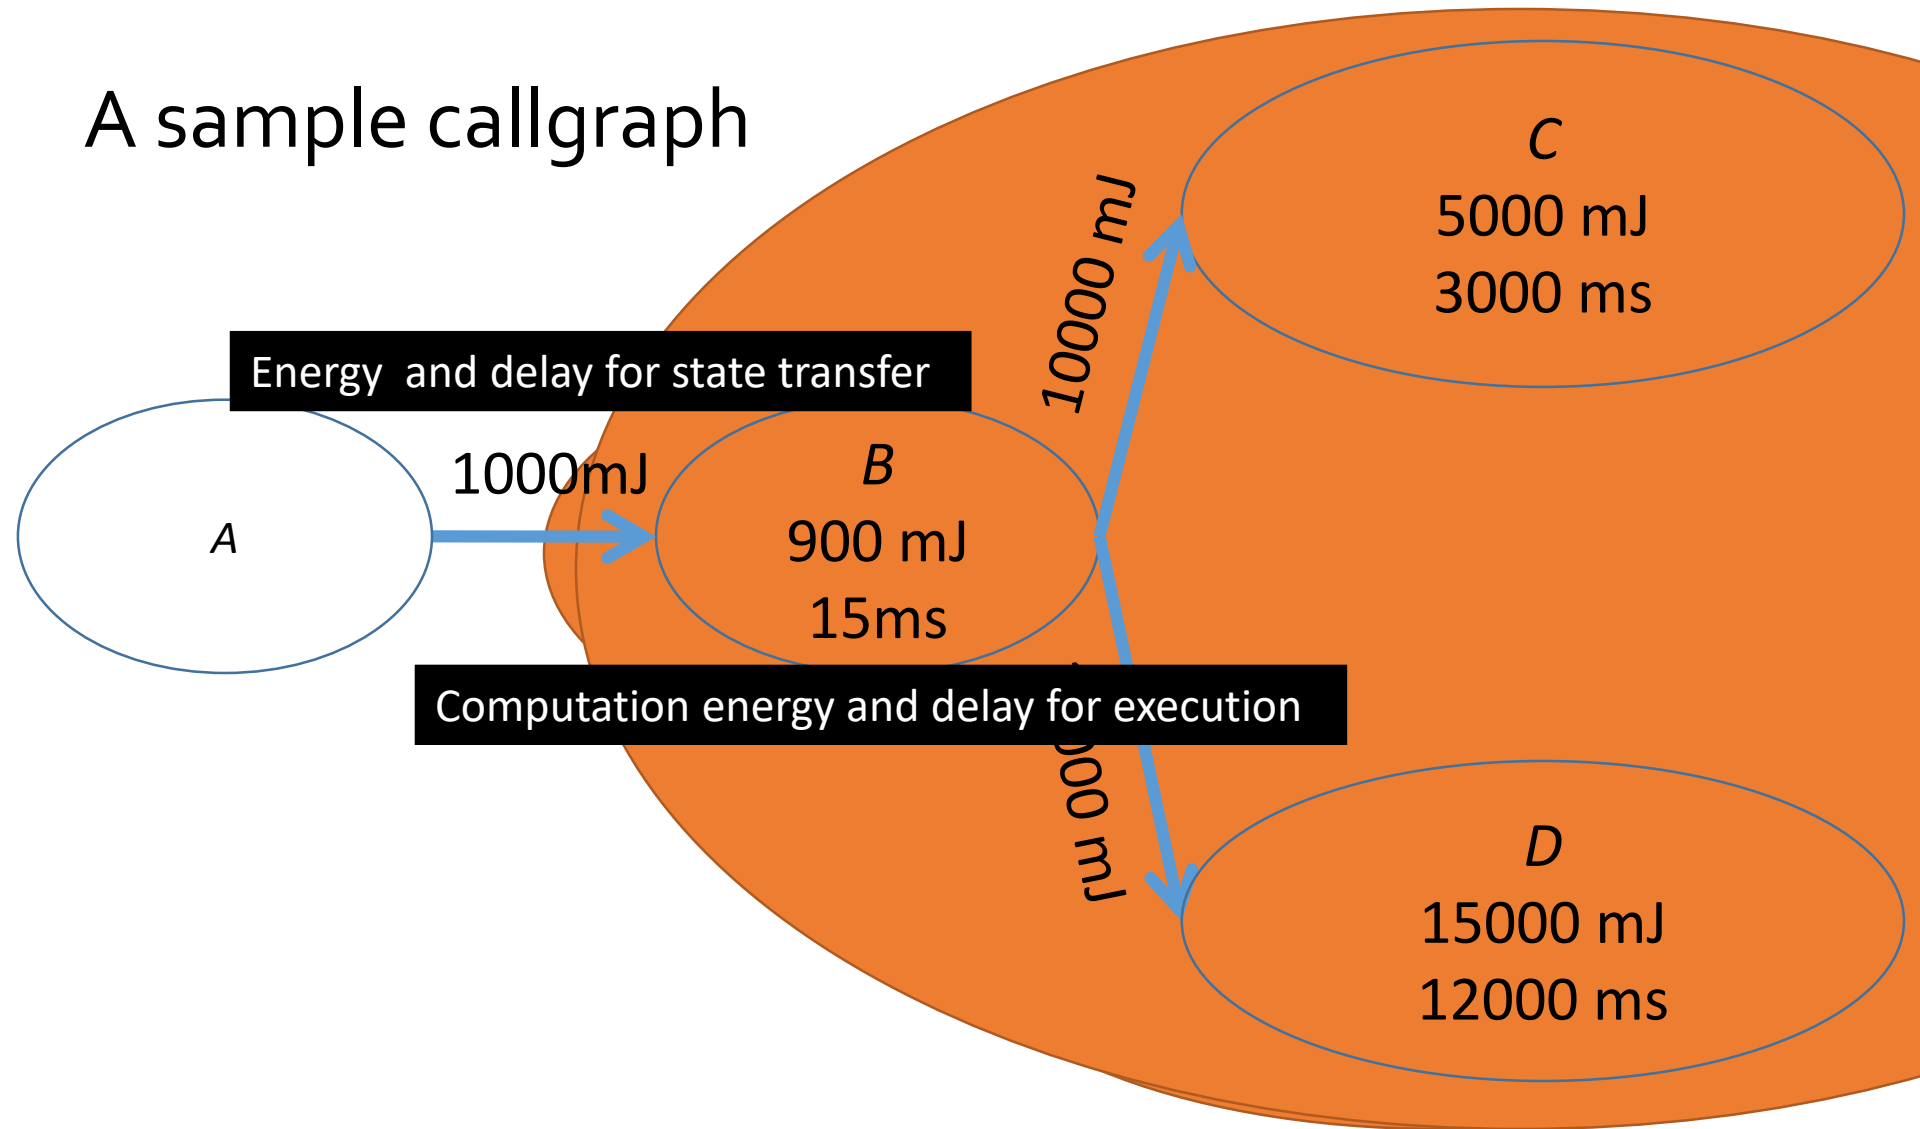 A sample callgraph
C
5000 mJ
3000 ms
10000 mJ
Energy and delay for state transfer
1000mJ
A
B
900 mJ
15ms
Computation energy and delay for execution
mJ
D
15000 mJ
12000 ms